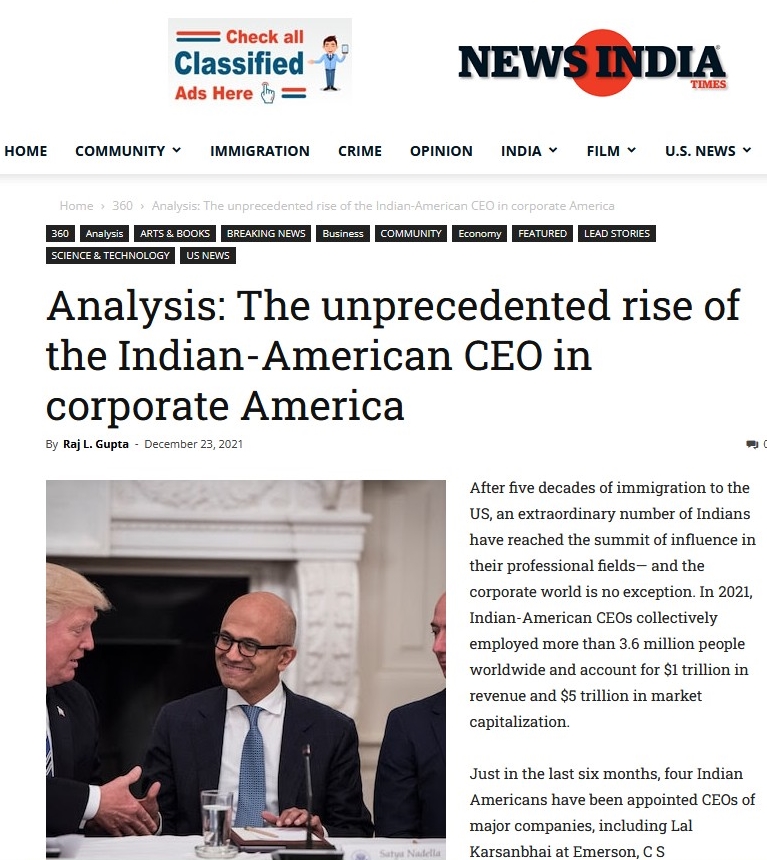 Check all
Classified
Ads Here
NEWS INDIA
TIMES
HOME COMMUNITY IMMIGRATION CRIME OPINION INDIA FILM U.S. NEWS
Home › 360 › Analysis: The unprecedented rise of the Indian-American CEO in corporate America
360 Analysis ARTS & BOOKS BREAKING NEWS Business COMMUNITY Economy FEATURED LEAD STORIES
SCIENCE & TECHNOLOGY US NEWS
Analysis: The unprecedented rise of
the Indian-American CEO in
corporate America
By Raj L. Gupta - December 23, 2021
After five decades of immigration to the
US, an extraordinary number of Indians
have reached the summit of influence in
their professional fields— and the
corporate world is no exception. In 2021,
Indian-American CEOs collectively
employed more than 3.6 million people
worldwide and account for $1 trillion in
revenue and $5 trillion in market
capitalization.
Just in the last six months, four Indian
Americans have been appointed CEOs of
major companies, including Lal
Karsanbhai at Emerson, C S
Satya Nadella